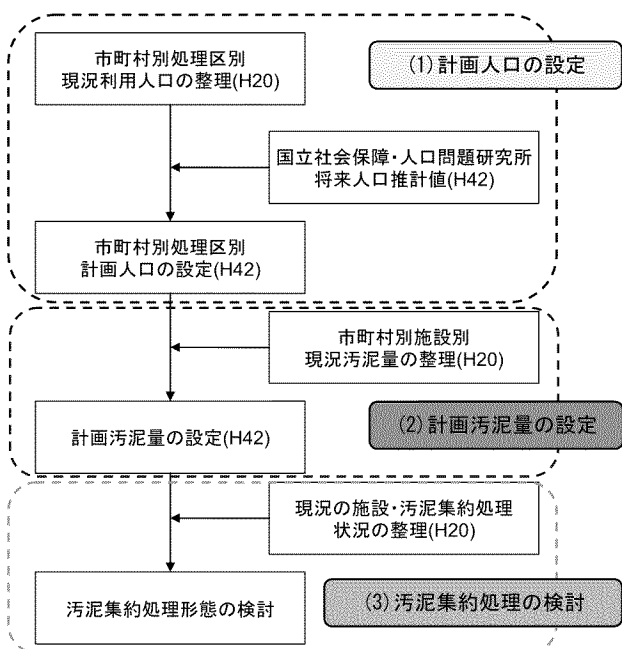 市町村別処理区別
現況利用人口の整理(H20)
(1)計画人口の設定
国立社会保障・人口問題研究所
将来人口推計値(H42)
市町村別処理区別
計画人口の設定(H42)
市町村別施設別
現況汚泥量の整理(H20)
計画汚泥量の設定(H42)
(2)計画汚泥量の設定
現況の施設・汚泥集約処理
状況の整理(H20)
汚泥集約処理形態の検討
(3)汚泥集約処理の検討